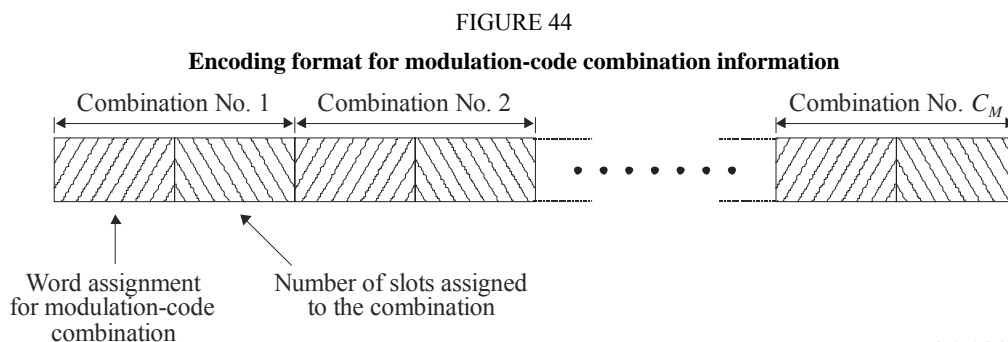 FIGURE 44
Encoding format for modulation-code combination information
Combination No. 1 Combination No. 2 Combination No. C_M
Word assignment
for modulation-code
combination
Number of slots assigned
to the combination